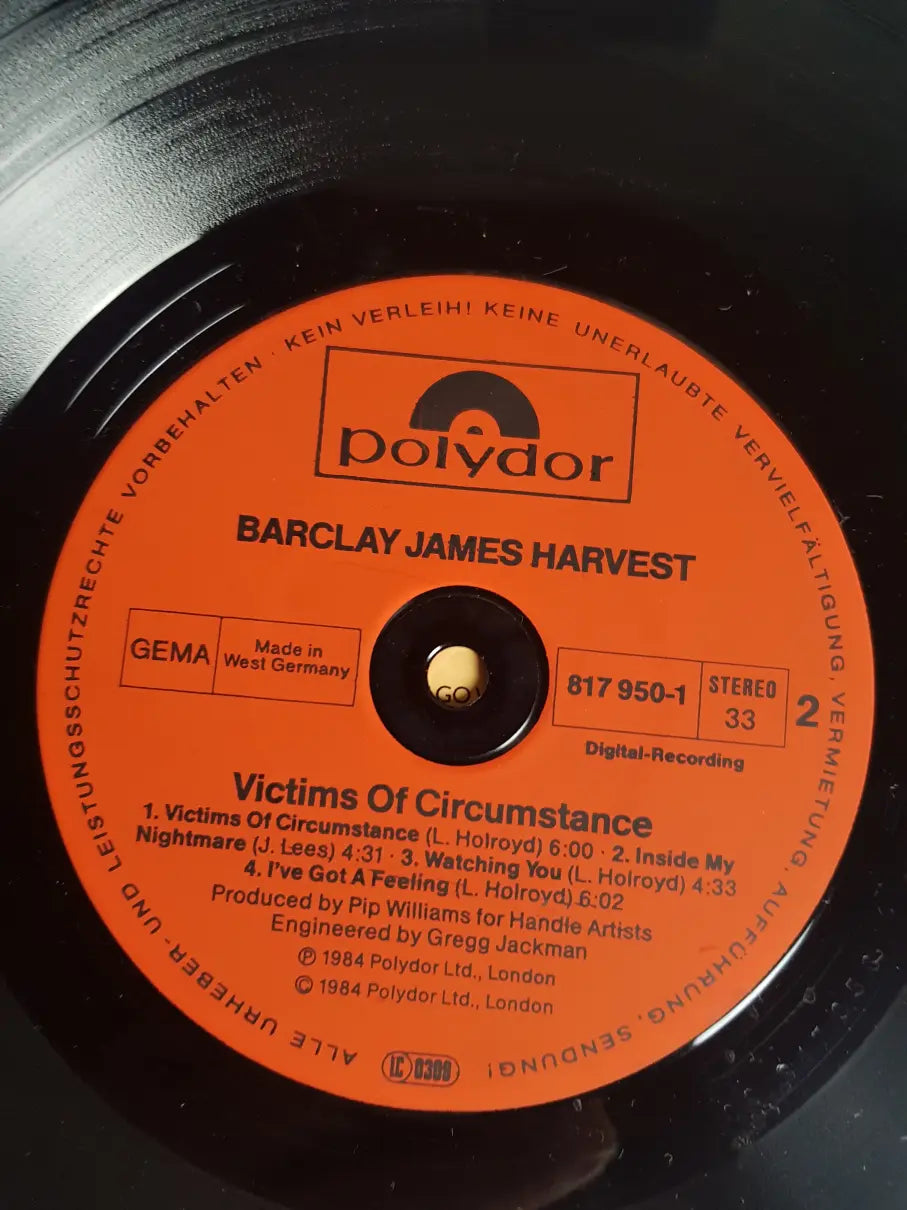 ALLE URHEBER- UND LEISTUNGSSCHUTZRECHTE VORBEHALTEN · KEIN VERLEIH! KEINE UNERLAUBTE VERVIELFÄLTIGUNG, VERMIETUNG, AUFFÜHRUNG, SENDUNG!
polydor
BARCLAY JAMES HARVEST
GEMA
Made in
West Germany
GO
817 950-1
STEREO
33
2
Digital-Recording
Victims Of Circumstance
1. Victims Of Circumstance (L. Holroyd) 6:00 · 2. Inside My
Nightmare (J. Lees) 4:31 · 3. Watching You (L. Holroyd) 4:33
4. I've Got A Feeling (L. Holroyd) 6:02
Produced by Pip Williams for Handle Artists
Engineered by Gregg Jackman
℗ 1984 Polydor Ltd., London
© 1984 Polydor Ltd., London
LC 0309